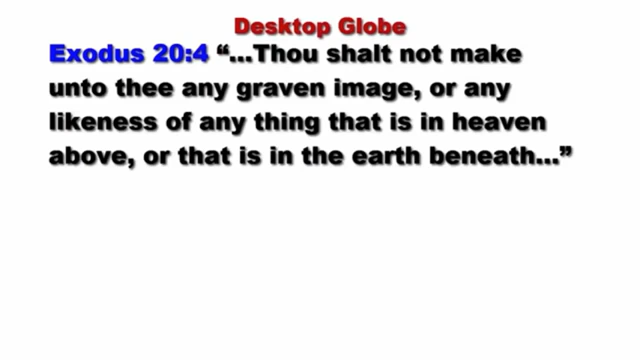 Desktop Globe
Exodus 20:4 “...Thou shalt not make
unto thee any graven image, or any
likeness of any thing that is in heaven
above, or that is in the earth beneath...”